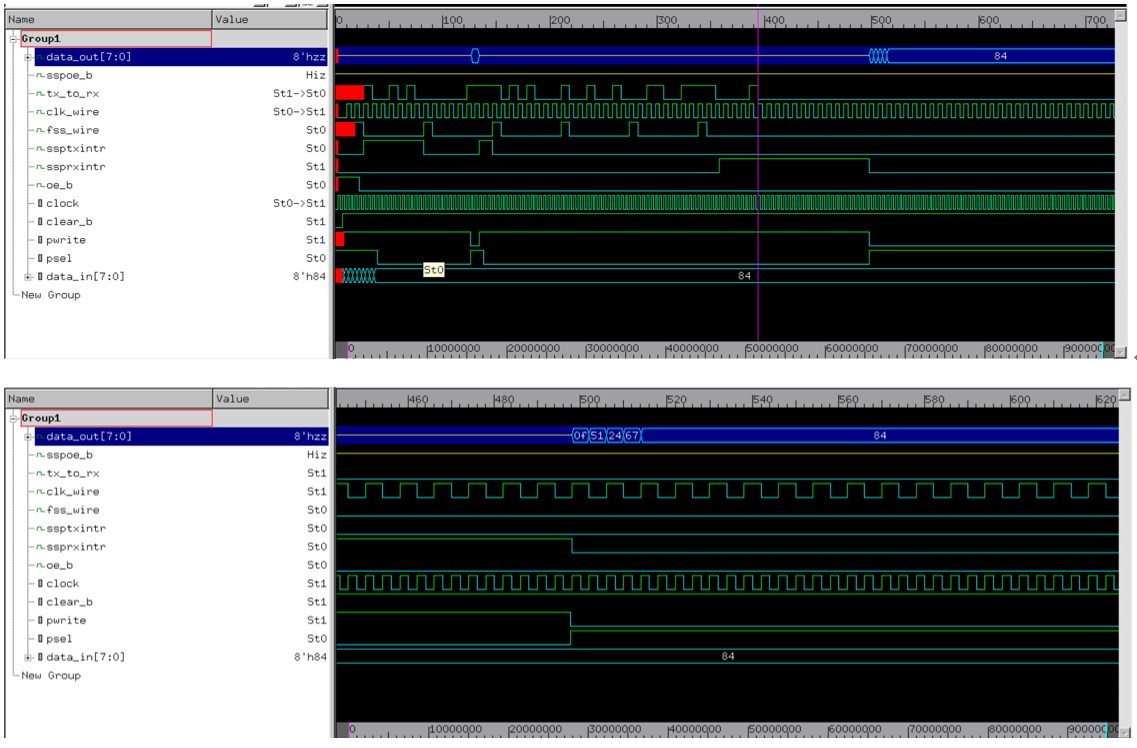 Name Value 0 100 200 300 400 500 600 700
Group1
data_out[7:0] 8'hzz 84
sspoe_b Hiz
tx_to_rx St1->St0
clk_wire St0->St1
fss_wire St0
ssptxintr St0
ssprxintr St1
oe_b St0
clock St0->St1
clear_b St1
pwrite St1
psel St0
St0
data_in[7:0] 8'h84 84
New Group
0 10000000 20000000 30000000 40000000 50000000 60000000 70000000 80000000
Name Value 460 480 500 520 540 560 580 600 620
Group1
data_out[7:0] 8'hzz 0f 51 24 67 84
sspoe_b Hiz
tx_to_rx St1
clk_wire St1
fss_wire St0
ssptxintr St0
ssprxintr St0
oe_b St0
clock St1
clear_b St1
pwrite St1
psel St0
data_in[7:0] 8'h84 84
New Group
0 10000000 20000000 30000000 40000000 50000000 60000000 70000000 80000000